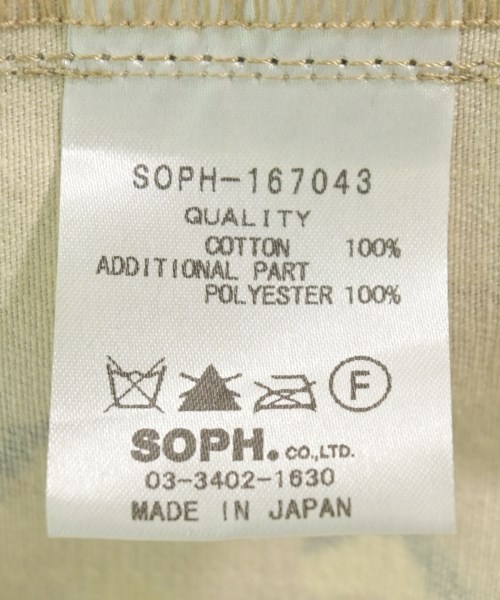 SOPH-167043
QUALITY
COTTON 100%
ADDITIONAL PART
POLYESTER 100%
F
SOPH. CO.,LTD.
03-3402-1630
MADE IN JAPAN